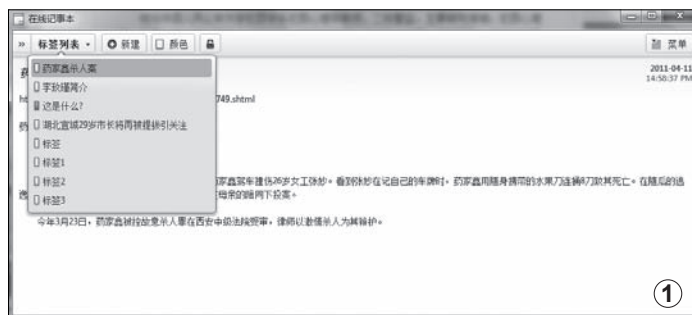 在线记事本
» 标签列表 新建 颜色 菜单
药家鑫杀人案
2011-04-11
14:58:37 PM
李玫瑾简介
这是什么?
749.shtml
湖北宜城29岁市长将再被提拔引关注
标签
标签1
标签2
药家鑫驾车撞伤26岁女工张妙。看到张妙在记自己的车牌时,药家鑫用随身携带的水果刀连捅8刀致其死亡。在随后的逃
母亲的陪同下投案。
标签3
今年3月23日,药家鑫被控故意杀人罪在西安中级法院受审,律师以激情杀人为其辩护。
1